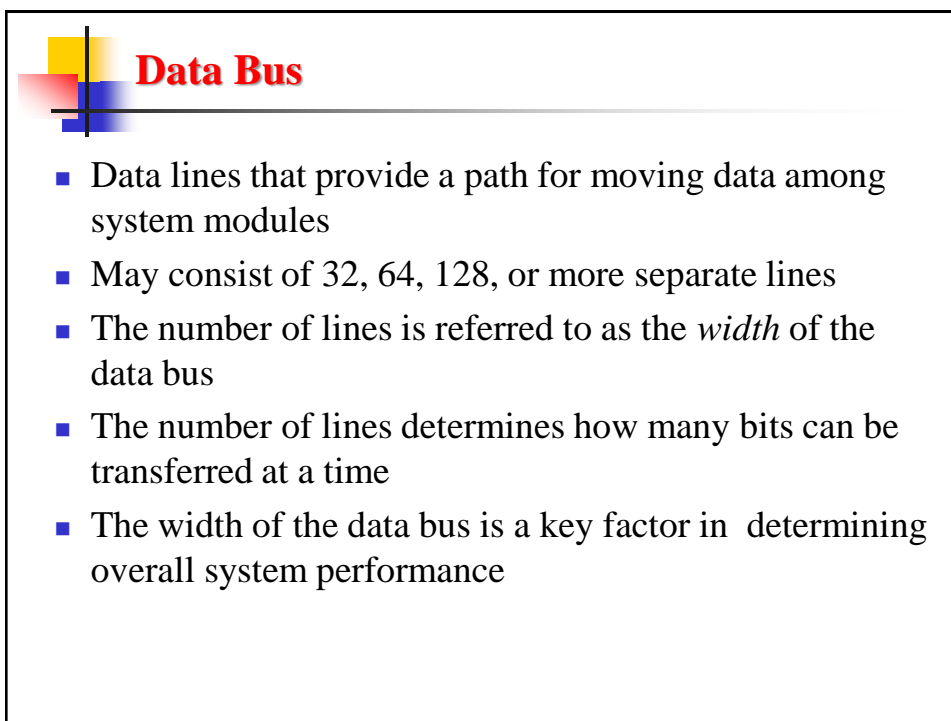 Data Bus
Data lines that provide a path for moving data among
system modules
May consist of 32, 64, 128, or more separate lines
The number of lines is referred to as the width of the
data bus
The number of lines determines how many bits can be
transferred at a time
The width of the data bus is a key factor in  determining
overall system performance